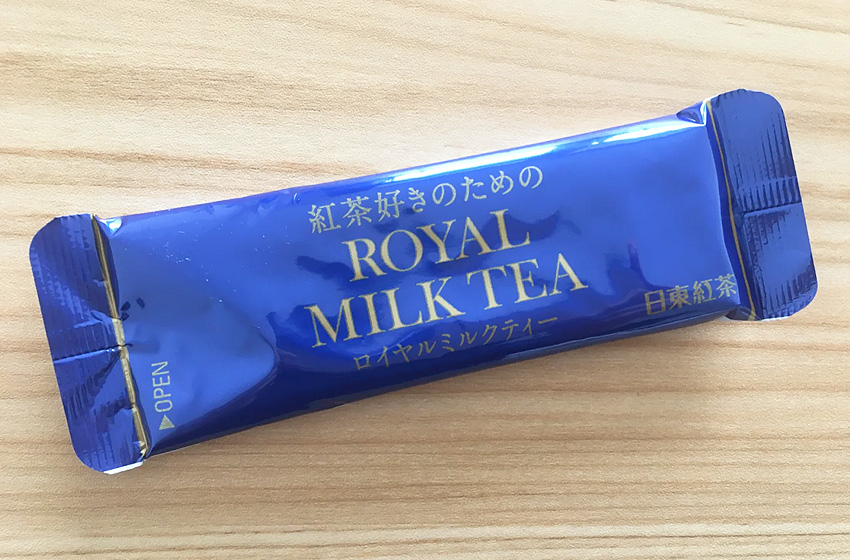 紅茶好きのための
ROYAL
MILK TEA
ロイヤルミルクティー
日東紅茶
▶OPEN